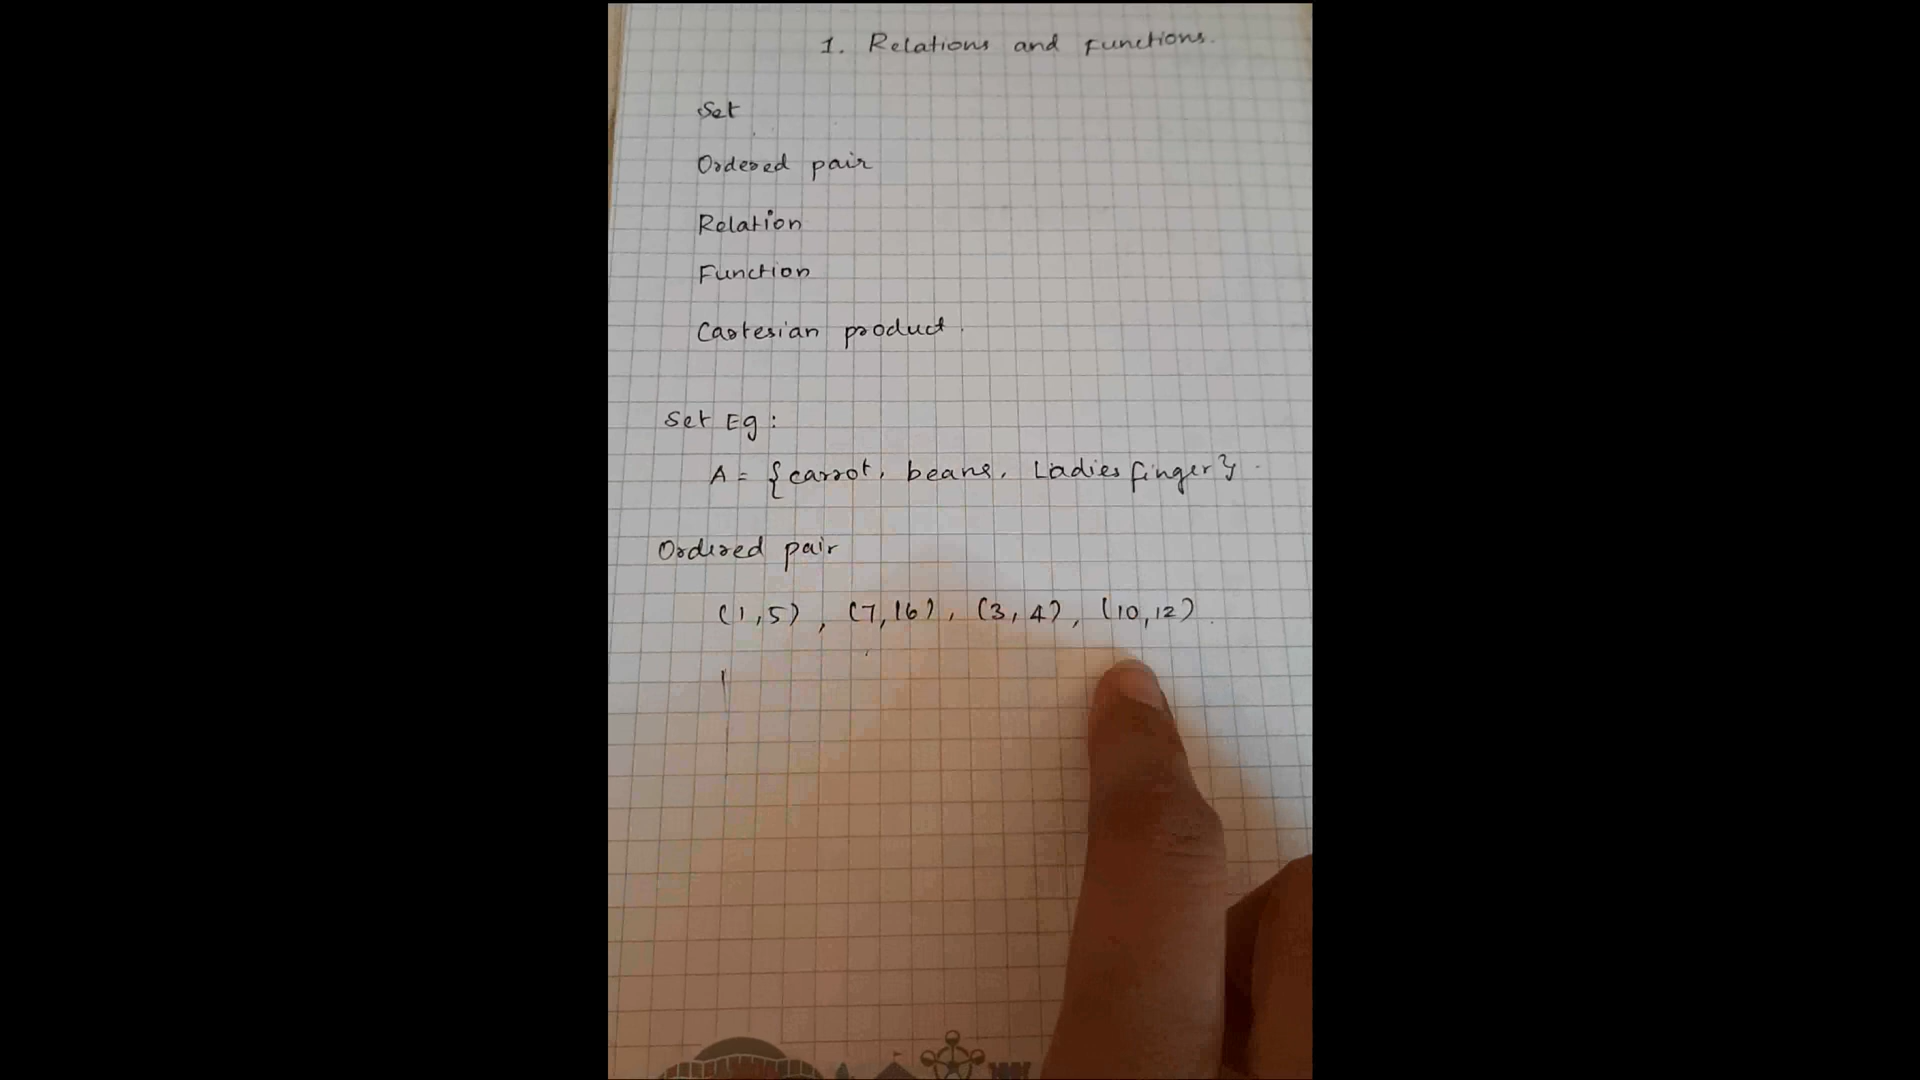 1. Relations and Functions.
Set
Ordered pair
Relation
Function
Cartesian product.
Set Eg:
A = {carrot, beans, Ladies finger}.
Ordered pair
(1,5), (7,16), (3,4), (10,12).